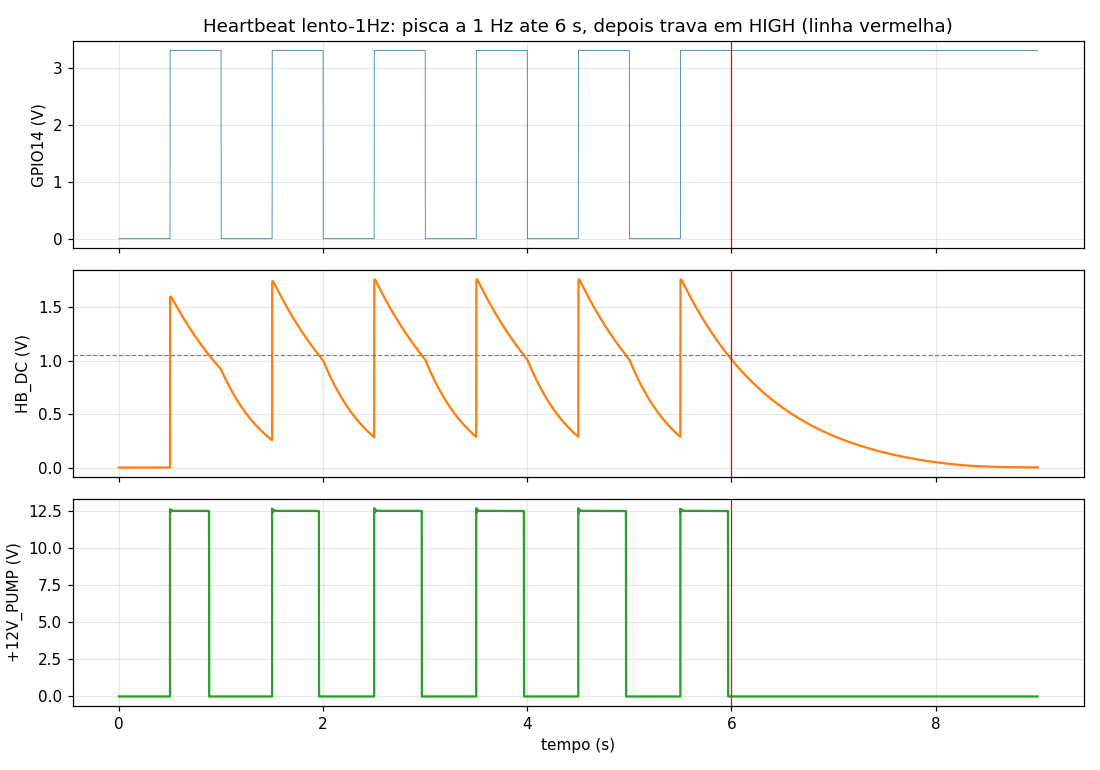 Heartbeat lento-1Hz: pisca a 1 Hz ate 6 s, depois trava em HIGH (linha vermelha)
GPIO14 (V)
3
2
1
0
HB_DC (V)
1.5
1.0
0.5
0.0
+12V_PUMP (V)
12.5
10.0
7.5
5.0
2.5
0.0
0 2 4 6 8
tempo (s)